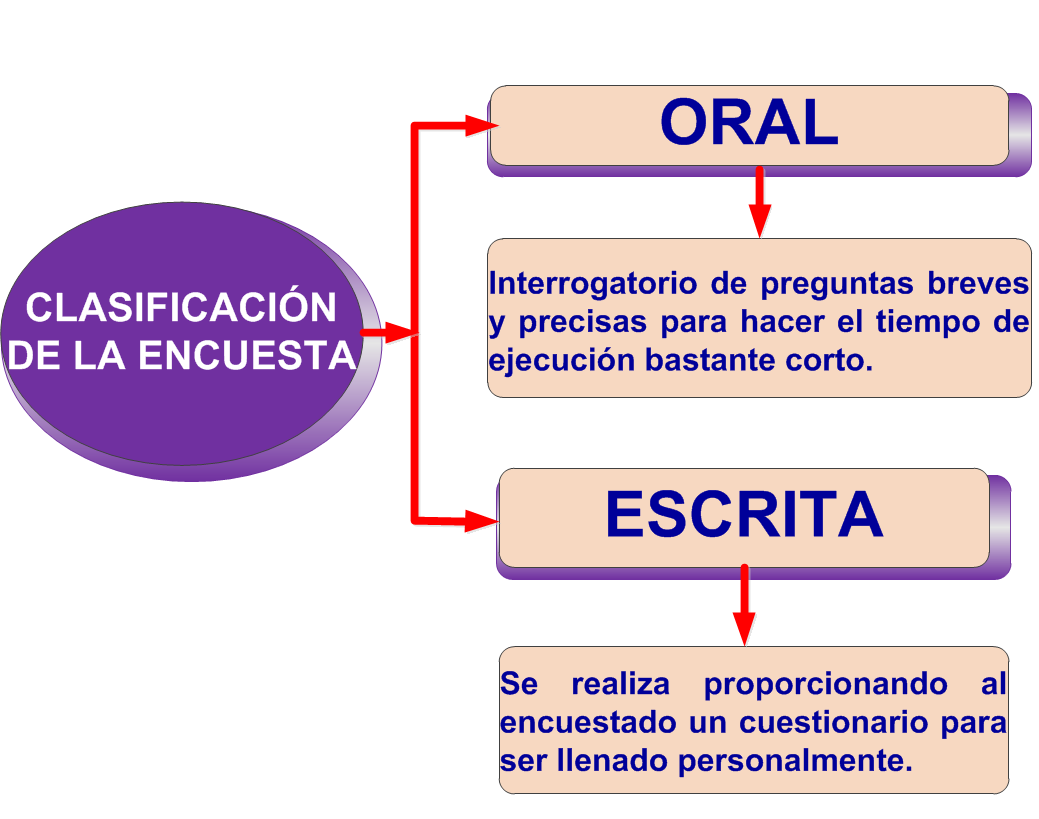 CLASIFICACIÓN
DE LA ENCUESTA
ORAL
Interrogatorio de preguntas breves
y precisas para hacer el tiempo de
ejecución bastante corto.
ESCRITA
Se realiza proporcionando al
encuestado un cuestionario para
ser llenado personalmente.